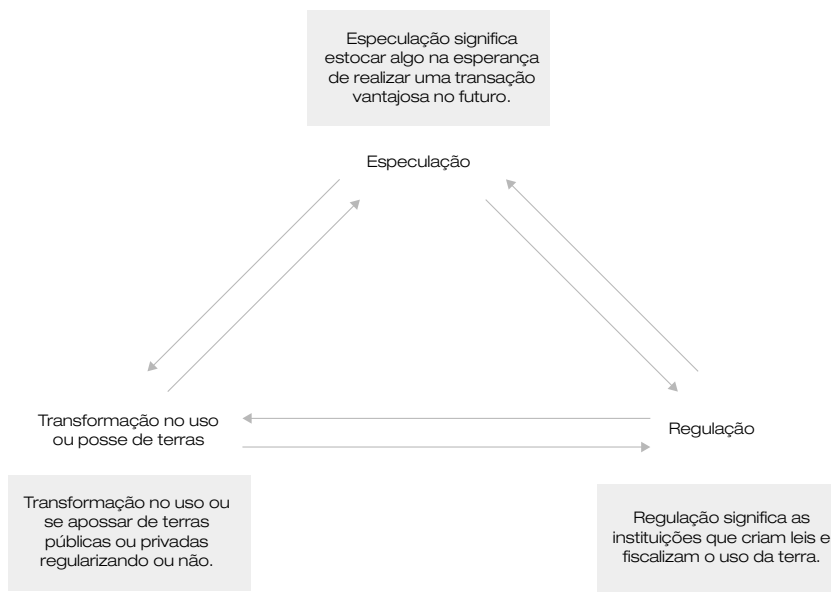 Especulação significa
estocar algo na esperança
de realizar uma transação
vantajosa no futuro.
Especulação
Transformação no uso
ou posse de terras
Regulação
Transformação no uso ou
se apossar de terras
públicas ou privadas
regularizando ou não.
Regulação significa as
instituições que criam leis e
fiscalizam o uso da terra.